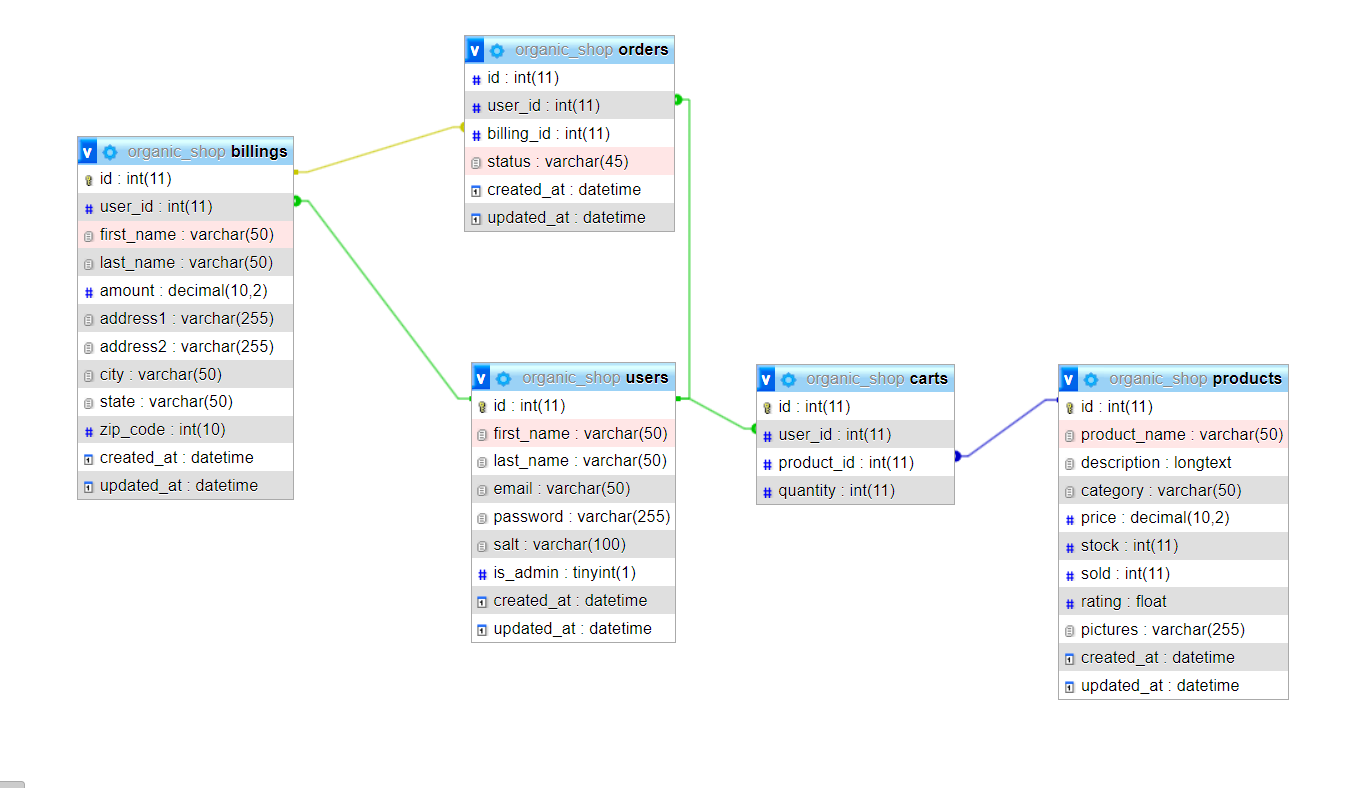 organic_shop orders
id : int(11)
user_id : int(11)
billing_id : int(11)
status : varchar(45)
created_at : datetime
updated_at : datetime
v organic_shop billings
id : int(11)
user_id : int(11)
first_name : varchar(50)
last_name : varchar(50)
amount : decimal(10,2)
address1 : varchar(255)
address2 : varchar(255)
city : varchar(50)
state : varchar(50)
zip_code : int(10)
created_at : datetime
updated_at : datetime
v organic_shop users
id : int(11)
first_name : varchar(50)
last_name : varchar(50)
email : varchar(50)
password : varchar(255)
salt : varchar(100)
is_admin : tinyint(1)
created_at : datetime
updated_at : datetime
v organic_shop carts
id : int(11)
user_id : int(11)
product_id : int(11)
quantity : int(11)
v organic_shop products
id : int(11)
product_name : varchar(50)
description : longtext
category : varchar(50)
price : decimal(10,2)
stock : int(11)
sold : int(11)
rating : float
pictures : varchar(255)
created_at : datetime
updated_at : datetime